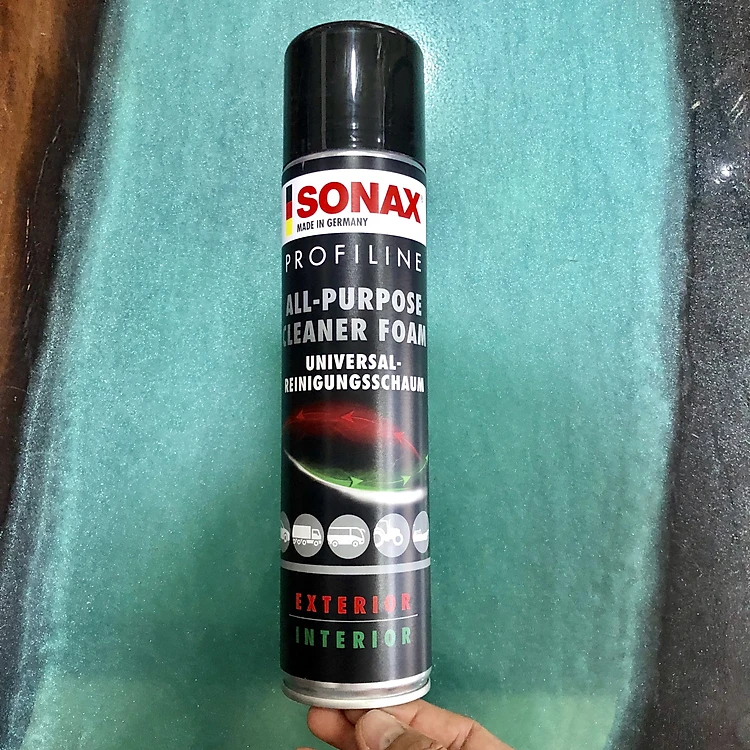 SONAX
MADE IN GERMANY
PROFILINE
ALL-PURPOSE
CLEANER FOAM
UNIVERSAL-
REINIGUNGSSCHAUM
EXTERIOR
INTERIOR